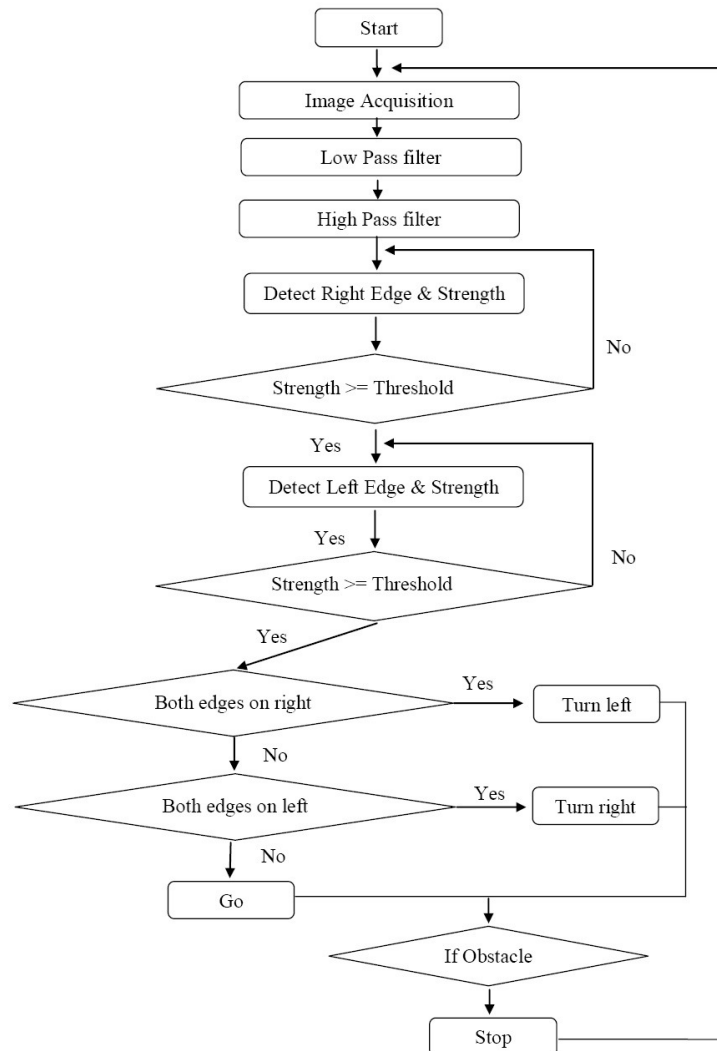 Start
Image Acquisition
Low Pass filter
High Pass filter
Detect Right Edge & Strength
No
Strength >= Threshold
Yes
Detect Left Edge & Strength
Yes
No
Strength >= Threshold
Yes
Both edges on right
Yes
Turn left
No
Both edges on left
Yes
Turn right
No
Go
If Obstacle
Stop